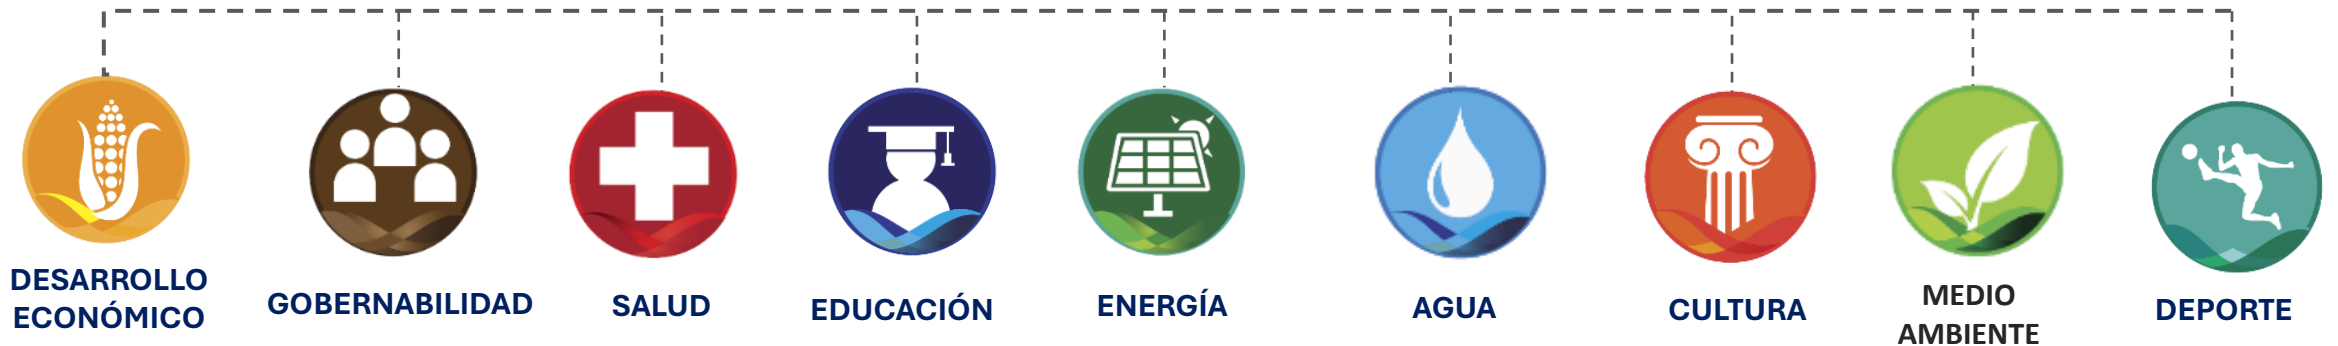 DESARROLLO
ECONÓMICO
GOBERNABILIDAD
SALUD
EDUCACIÓN
ENERGÍA
AGUA
CULTURA
MEDIO
AMBIENTE
DEPORTE